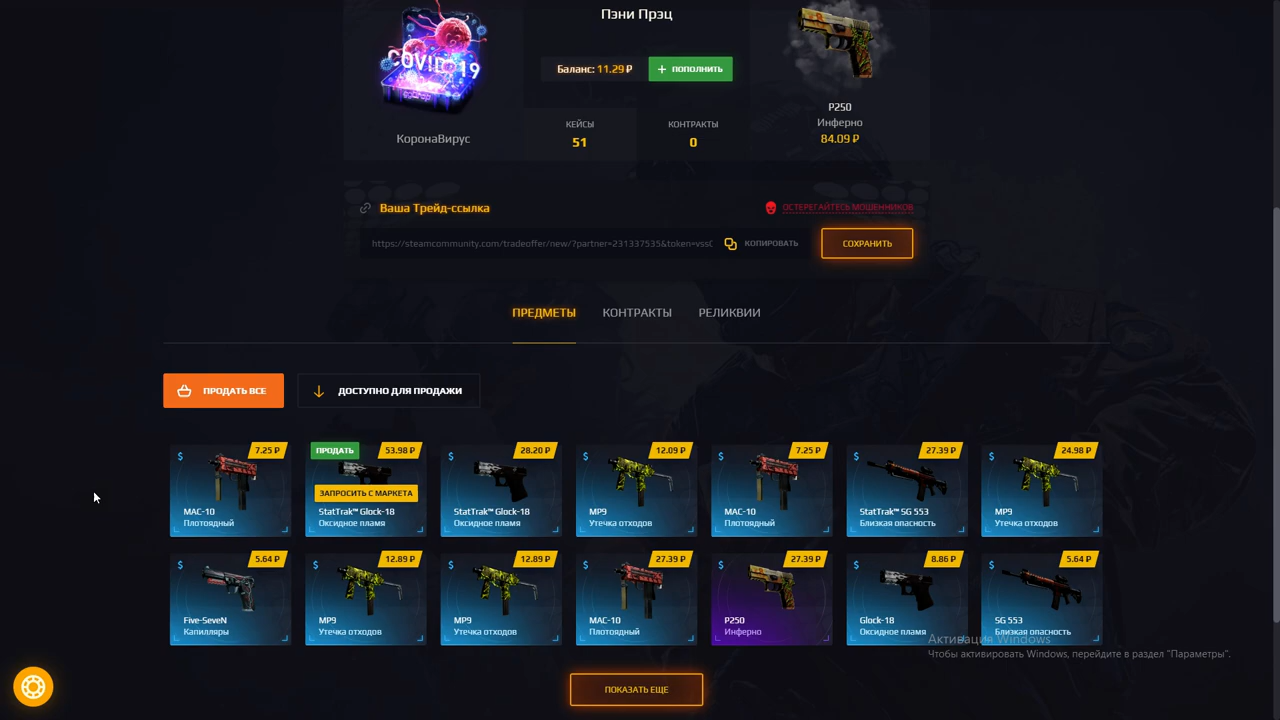 COVID-19
Пэни Прэц
Баланс: 11.29 ₽
ПОПОЛНИТЬ
КоронаВирус
КЕЙСЫ
51
КОНТРАКТЫ
0
P250
Инферно
84.09 ₽
Ваша Трейд-ссылка
ОСТЕРЕГАЙТЕСЬ МОШЕННИКОВ
https://steamcommunity.com/tradeoffer/new/?partner=231337535&token=vss
КОПИРОВАТЬ
СОХРАНИТЬ
ПРЕДМЕТЫ
КОНТРАКТЫ
РЕЛИКВИИ
ПРОДАТЬ ВСЕ
ДОСТУПНО ДЛЯ ПРОДАЖИ
$
7.25 ₽
MAC-10
Плотоядный
ПРОДАТЬ
53.98 ₽
ЗАПРОСИТЬ С МАРКЕТА
StatTrak™ Glock-18
Оксидное пламя
$
28.20 ₽
StatTrak™ Glock-18
Оксидное пламя
$
12.09 ₽
MP9
Утечка отходов
$
7.25 ₽
MAC-10
Плотоядный
$
27.39 ₽
StatTrak™ SG 553
Близкая опасность
$
24.98 ₽
MP9
Утечка отходов
$
5.64 ₽
Five-SeveN
Капилляры
$
12.89 ₽
MP9
Утечка отходов
$
12.89 ₽
MP9
Утечка отходов
$
27.39 ₽
MAC-10
Плотоядный
$
27.39 ₽
P250
Инферно
$
8.86 ₽
Glock-18
Оксидное пламя
$
5.64 ₽
SG 553
Близкая опасность
Активация Windows
Чтобы активировать Windows, перейдите в раздел "Параметры".
ПОКАЗАТЬ ЕЩЕ